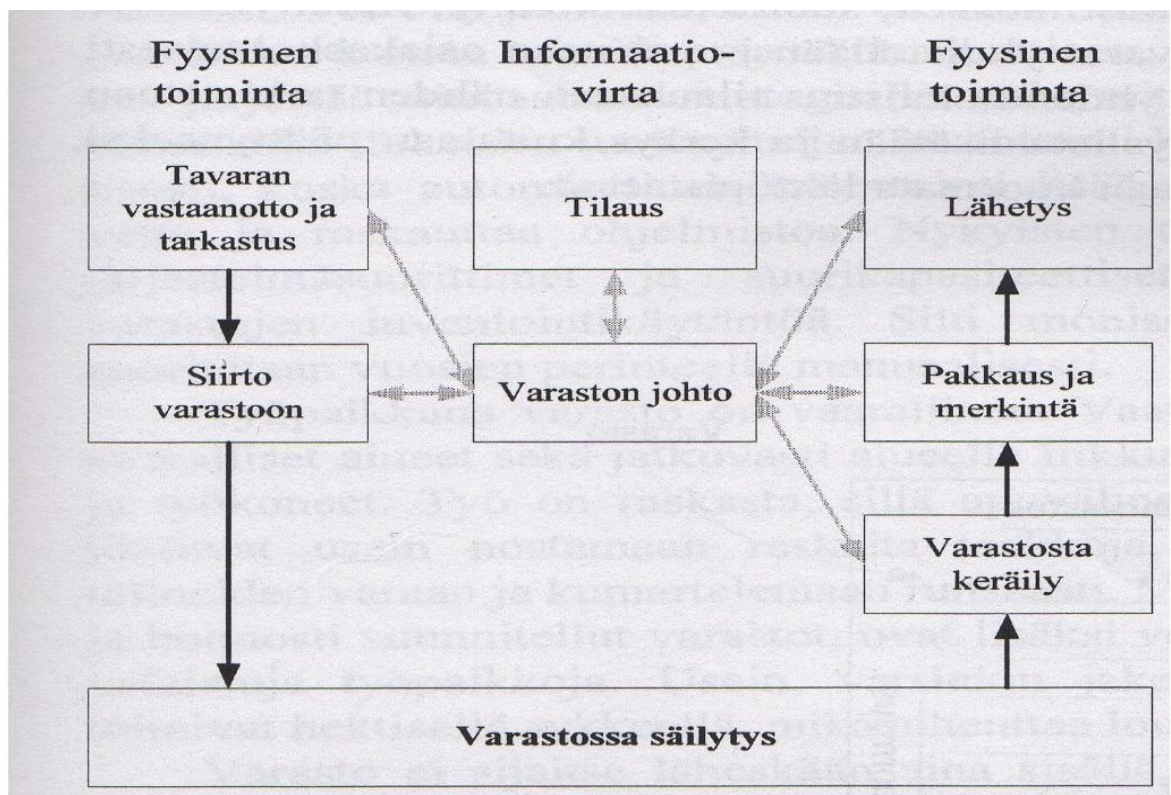 Fyysinen
toiminta
Informaatio-
virta
Fyysinen
toiminta
Tavaran
vastaanotto ja
tarkastus
Tilaus
Lähetys
Siirto
varastoon
Varaston johto
Pakkaus ja
merkintä
Varastosta
keräily
Varastossa säilytys